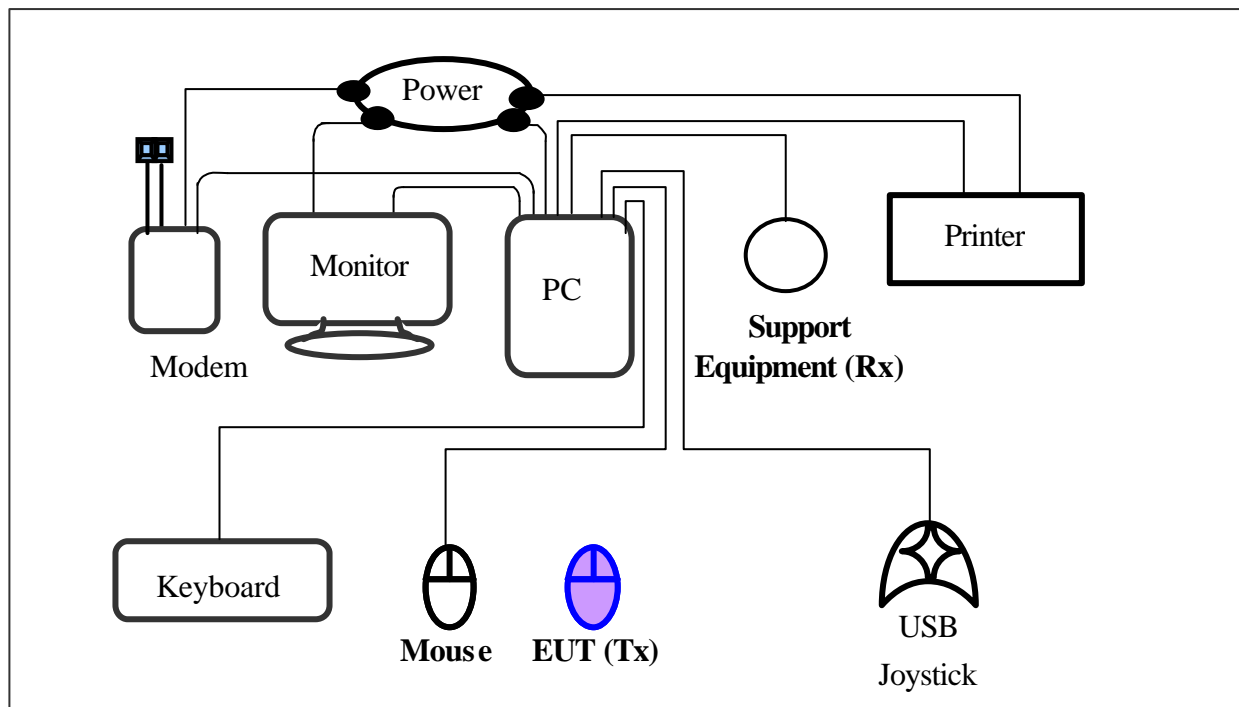 Power
Printer
Monitor
PC
Support
Equipment (Rx)
Modem
Keyboard
Mouse
EUT (Tx)
USB
Joystick